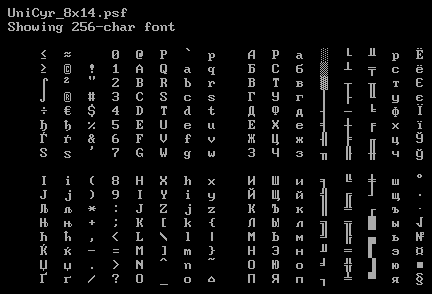 UniCyr_8x14.psf
Showing 256-char font
≤ ≈ 0 @ P ` p А Р а ░ └ ╨ р Ё
≥ © ! 1 A Q a q Б С б ▒ ┴ ╤ с ё
⌠ ² " 2 B R b r В Т в ▓ ┬ ╥ т Є
⌡ ® # 3 C S c s Г У г │ ├ ╙ у є
÷ € $ 4 D T d t Д Ф д ┤ ─ ╘ ф Ї
Ђ ђ % 5 E U e u Е Х е ╡ ┼ ╒ х ї
Ѓ ѓ & 6 F V f v Ж Ц ж ╢ ╞ ╓ ц Ў
Ѕ ѕ ' 7 G W g w З Ч з ╖ ╟ ╫ ч ў
І і ( 8 H X h x И Ш и ╕ ╚ ╪ ш °
Ј ј ) 9 I Y i y Й Щ й ╣ ╔ ┘ щ ∙
Љ љ * : J Z j z К Ъ к ║ ╩ ┌ ъ ·
Њ њ + ; K [ k { Л Ы л ╗ ╦ █ ы √
Ћ ћ , < L \ l | М Ь м ╝ ╠ ▄ ь №
Ќ ќ - = M ] m } Н Э н ╜ ═ ▌ э ¤
Џ џ . > N ^ n ~ О Ю о ╛ ╬ ▐ ю ■
Ґ ґ / ? O _ o ⌂ П Я п ┐ ╧ ▀ я §